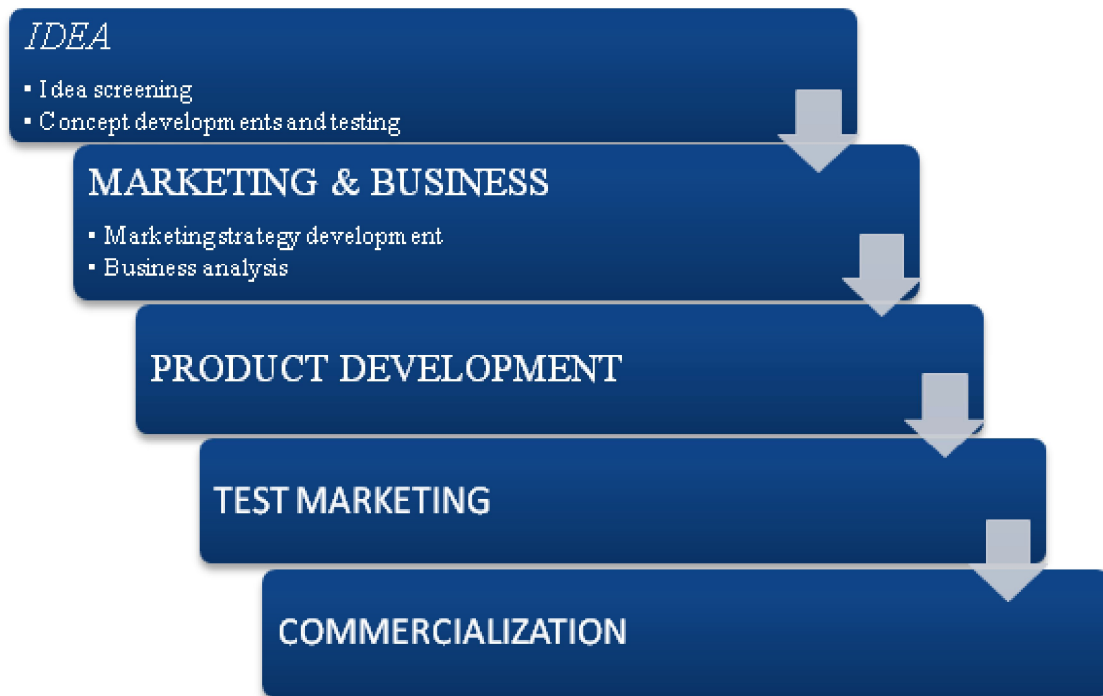 IDEA
▪ Idea screening
▪ Concept developments and testing
MARKETING & BUSINESS
▪ Marketing strategy development
▪ Business analysis
PRODUCT DEVELOPMENT
TEST MARKETING
COMMERCIALIZATION